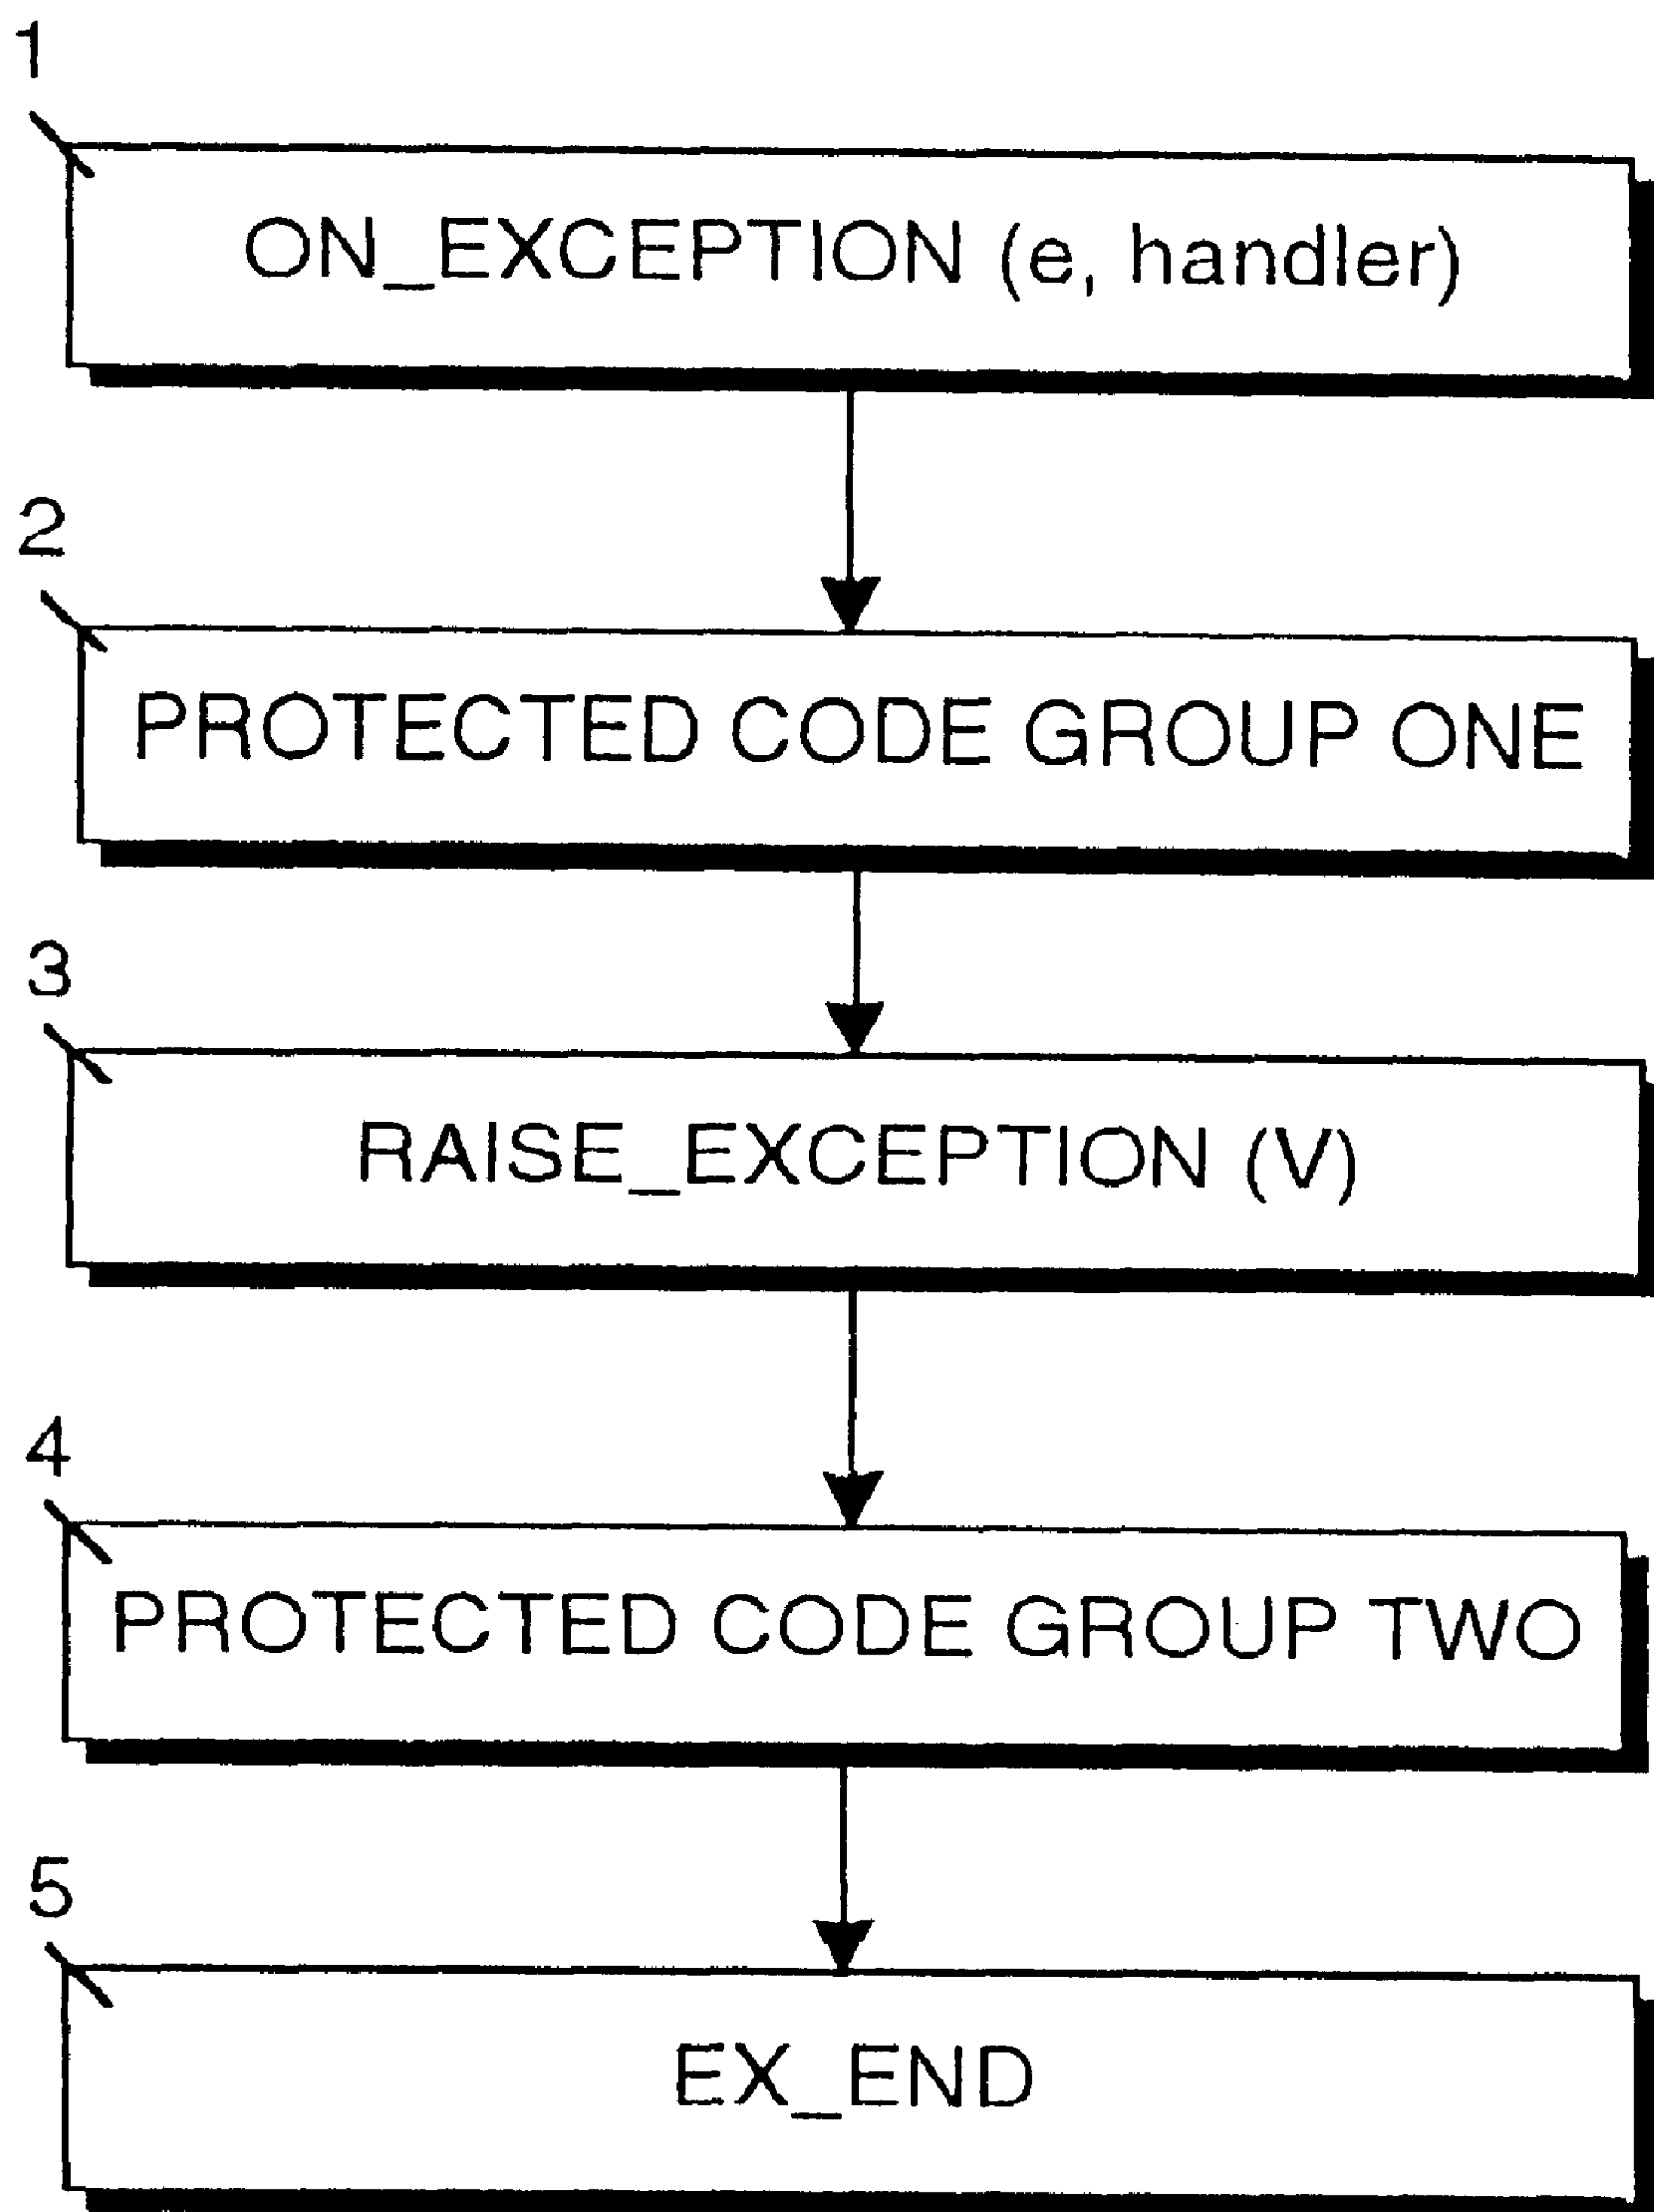 1
ON_EXCEPTION (e, handler)
2
PROTECTED CODE GROUP ONE
3
RAISE_EXCEPTION (V)
4
PROTECTED CODE GROUP TWO
5
EX_END